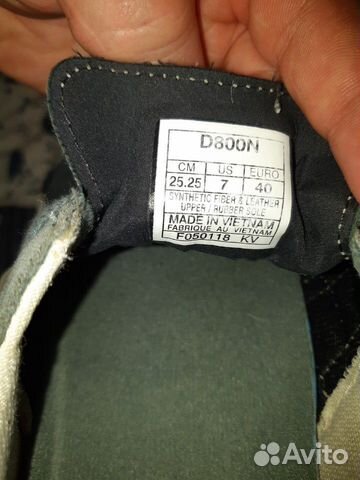 D800N
CM US EURO
25.25 7 40
SYNTHETIC FIBER & LEATHER
UPPER / RUBBER SOLE
MADE IN VIETNAM
FABRIQUE AU VIETNAM
F050118 KV
Avito